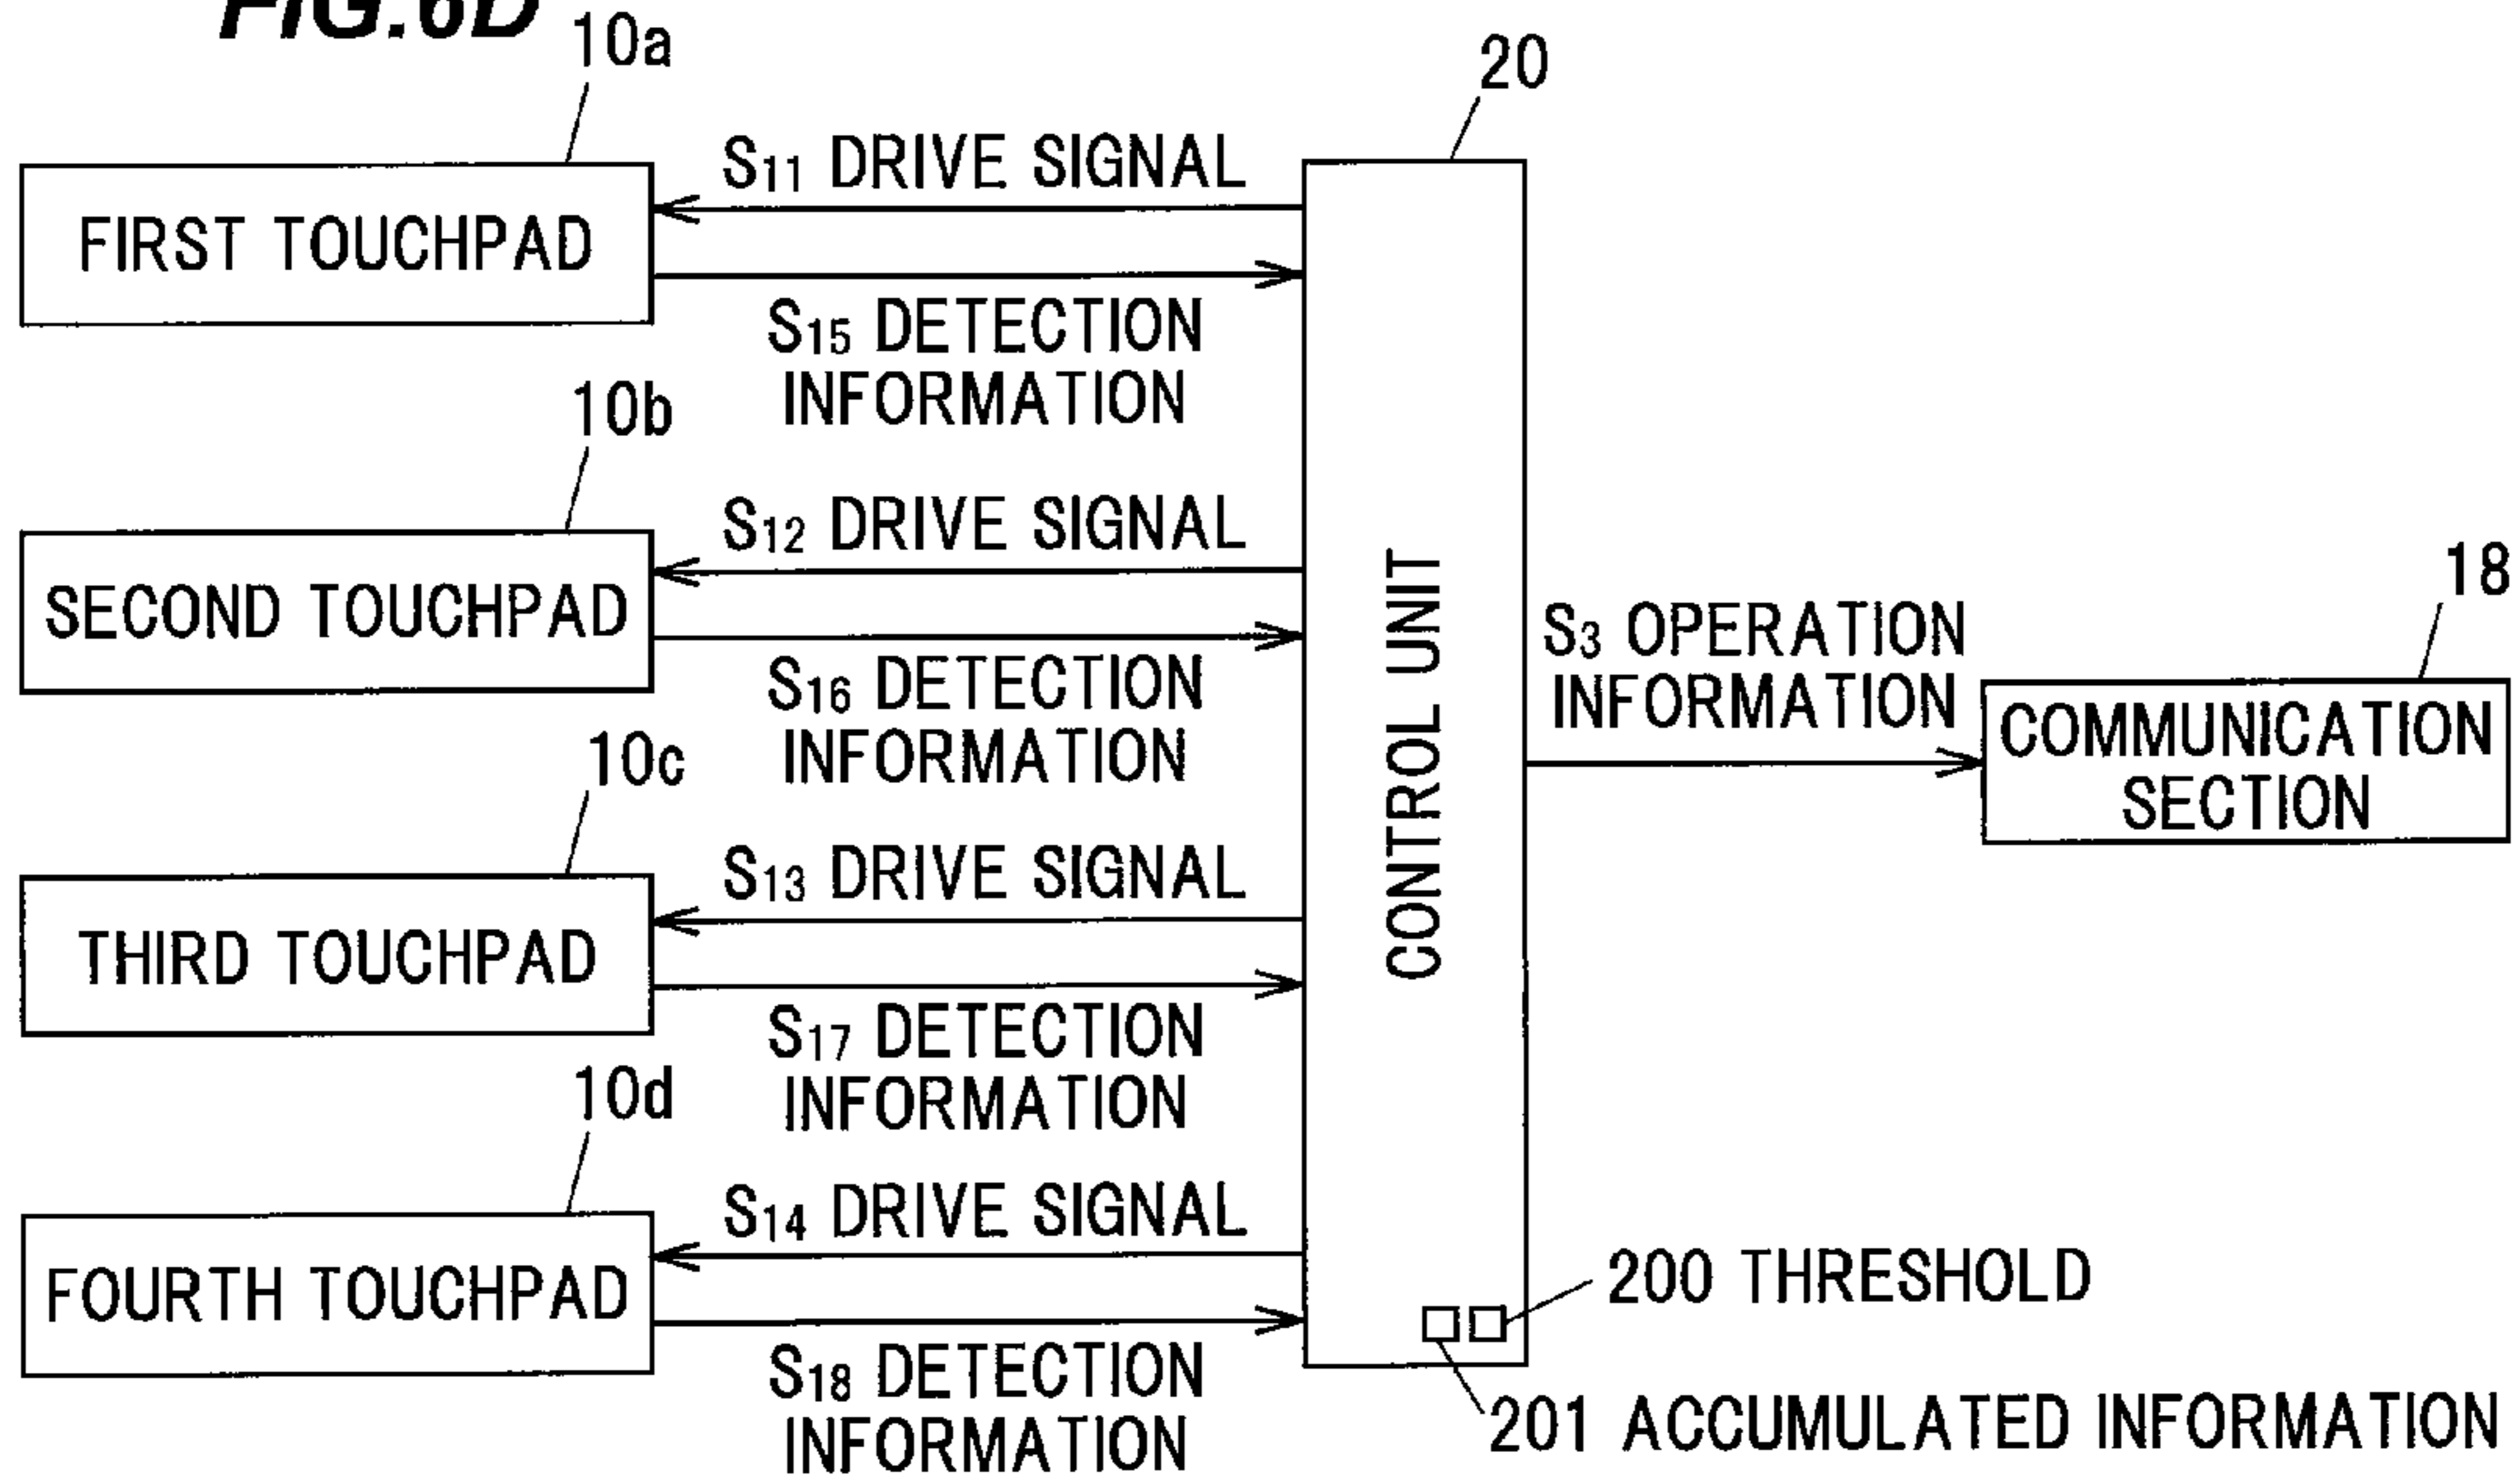 FIG.
10a
20
S11 DRIVE SIGNAL
FIRST TOUCHPAD
S15 DETECTION
INFORMATION
10b
S12 DRIVE SIGNAL
SECOND TOUCHPAD
S16 DETECTION
INFORMATION
CONTROL UNIT
18
S3 OPERATION
INFORMATION
COMMUNICATION
SECTION
10c
S13 DRIVE SIGNAL
THIRD TOUCHPAD
S17 DETECTION
INFORMATION
10d
S14 DRIVE SIGNAL
FOURTH TOUCHPAD
S18 DETECTION
INFORMATION
200 THRESHOLD
201 ACCUMULATED INFORMATION